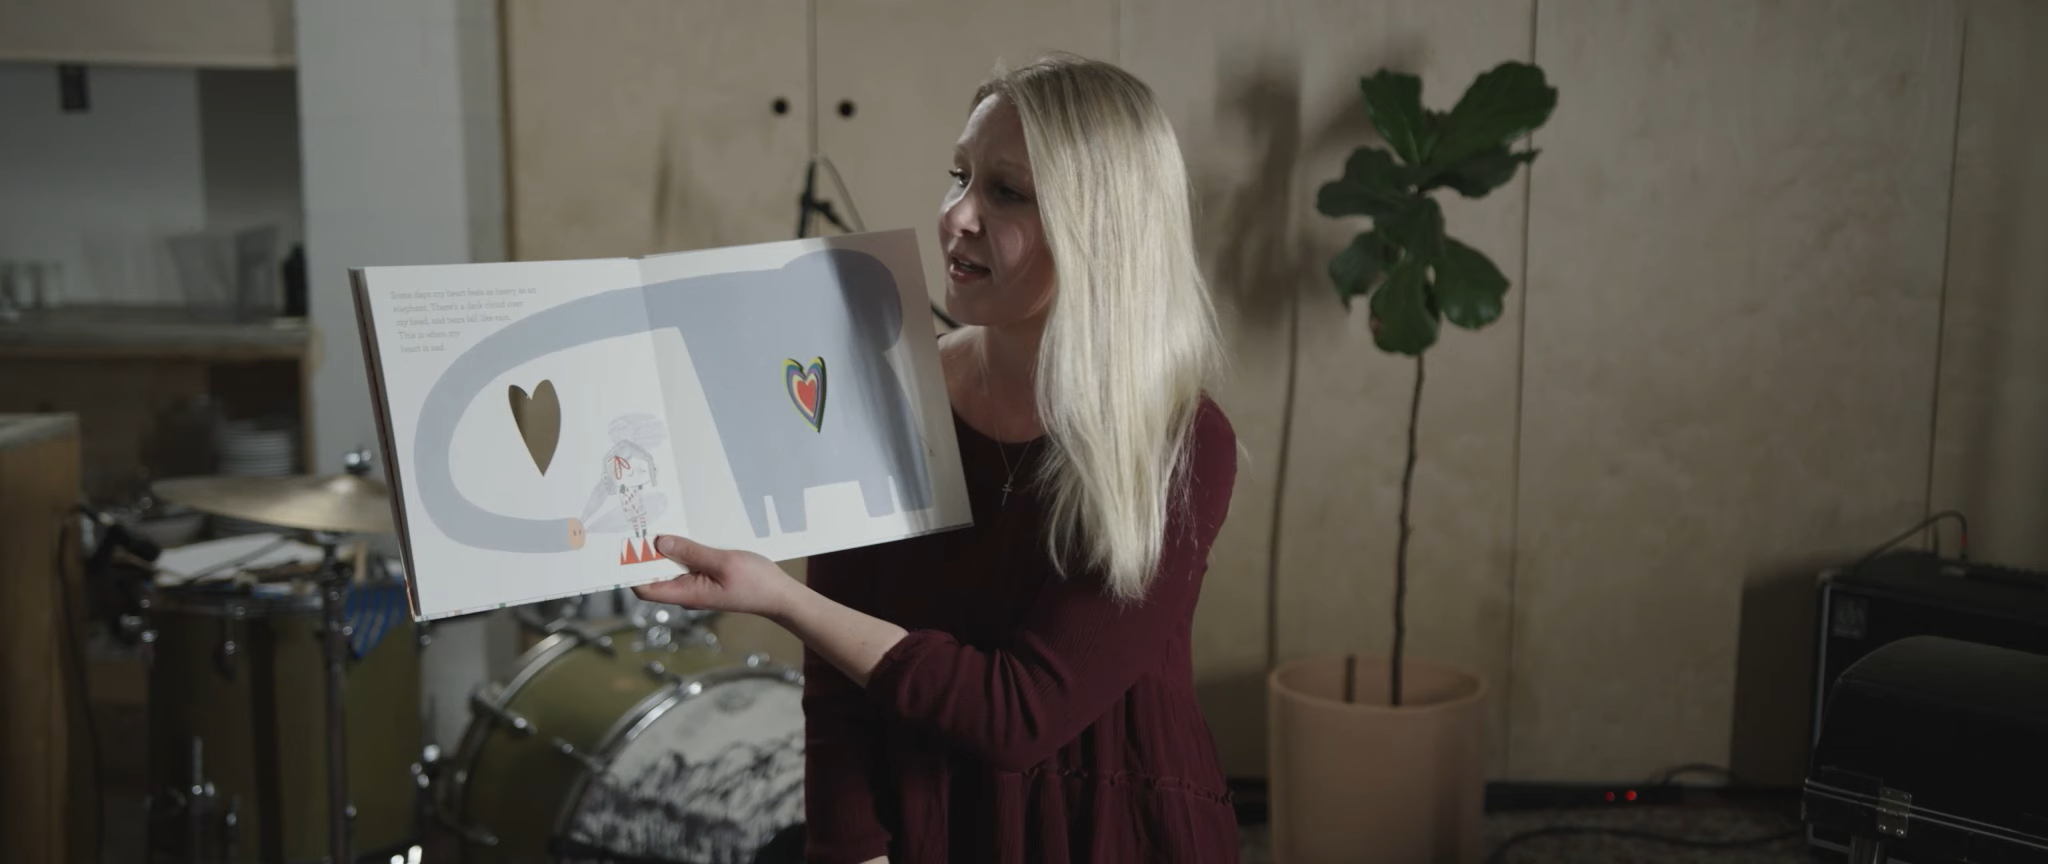 Some days my heart feels as heavy as an
elephant. There's a dark cloud over
my head, and tears fall like rain.
This is when my
heart is sad.